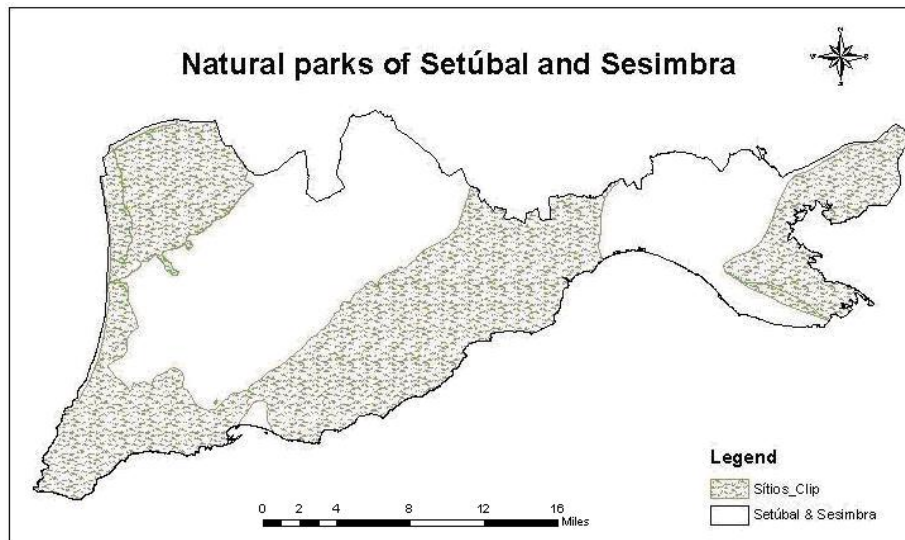 Natural parks of Setúbal and Sesimbra
N
Legend
Sítios_Clip
Setúbal & Sesimbra
0 2 4 8 12 16
Miles